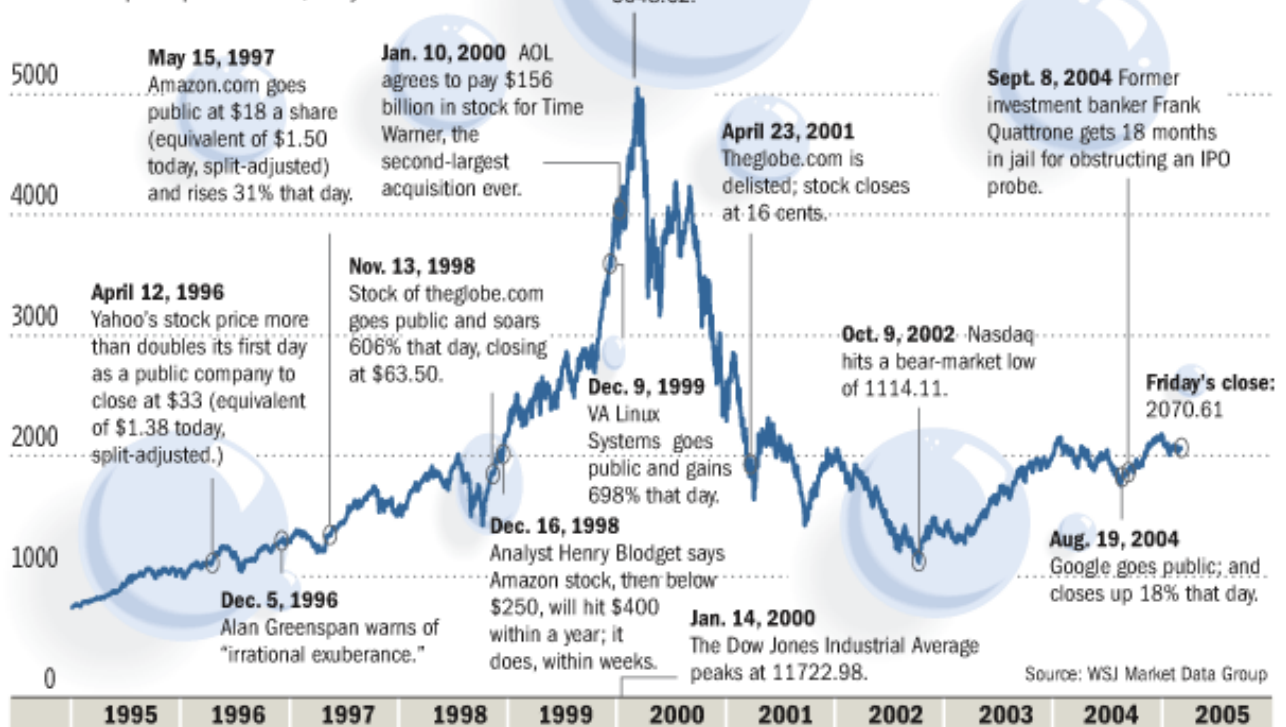 5000
4000
3000
2000
1000
0
May 15, 1997
Amazon.com goes
public at $18 a share
(equivalent of $1.50
today, split-adjusted)
and rises 31% that day.
Jan. 10, 2000 AOL
agrees to pay $156
billion in stock for Time
Warner, the
second-largest
acquisition ever.
April 23, 2001
Theglobe.com is
delisted; stock closes
at 16 cents.
Sept. 8, 2004 Former
investment banker Frank
Quattrone gets 18 months
in jail for obstructing an IPO
probe.
April 12, 1996
Yahoo's stock price more
than doubles its first day
as a public company to
close at $33 (equivalent
of $1.38 today,
split-adjusted.)
Nov. 13, 1998
Stock of theglobe.com
goes public and soars
606% that day, closing
at $63.50.
Dec. 9, 1999
VA Linux
Systems goes
public and gains
698% that day.
Oct. 9, 2002 Nasdaq
hits a bear-market low
of 1114.11.
Friday's close:
2070.61
Dec. 5, 1996
Alan Greenspan warns of
"irrational exuberance."
Dec. 16, 1998
Analyst Henry Blodget says
Amazon stock, then below
$250, will hit $400
within a year; it
does, within weeks.
Jan. 14, 2000
The Dow Jones Industrial Average
peaks at 11722.98.
Aug. 19, 2004
Google goes public; and
closes up 18% that day.
Source: WSJ Market Data Group
1995 1996 1997 1998 1999 2000 2001 2002 2003 2004 2005